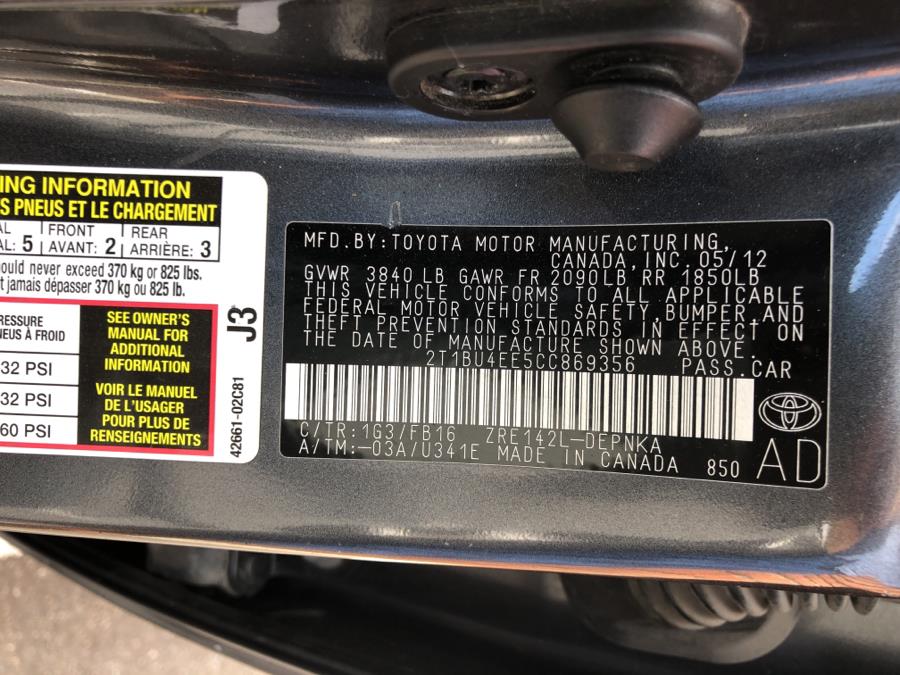 ING INFORMATION
S PNEUS ET LE CHARGEMENT
AL FRONT REAR
AL: 5 AVANT: 2 ARRIÈRE: 3
ould never exceed 370 kg or 825 lbs.
t jamais dépasser 370 kg ou 825 lb.
RESSURE
NEUS À FROID
32 PSI
32 PSI
60 PSI
SEE OWNER'S
MANUAL FOR
ADDITIONAL
INFORMATION
VOIR LE MANUEL
DE L'USAGER
POUR PLUS DE
RENSEIGNEMENTS
J3
42661-02C81
MFD.BY:TOYOTA MOTOR MANUFACTURING,
CANADA, INC. 05/12
GVWR 3840 LB GAWR FR 2090LB, RR 1850LB
THIS VEHICLE CONFORMS TO ALL APPLICABLE
FEDERAL MOTOR VEHICLE SAFETY, BUMPER, AND
THEFT PREVENTION STANDARDS IN EFFECT ON
THE DATE OF MANUFACTURE SHOWN ABOVE.
2T1BU4EE5CC869356 PASS.CAR
C/TR:1G3/FB16 ZRE142L-DEPNKA
A/TM:-03A/U341E MADE IN CANADA 850
AD